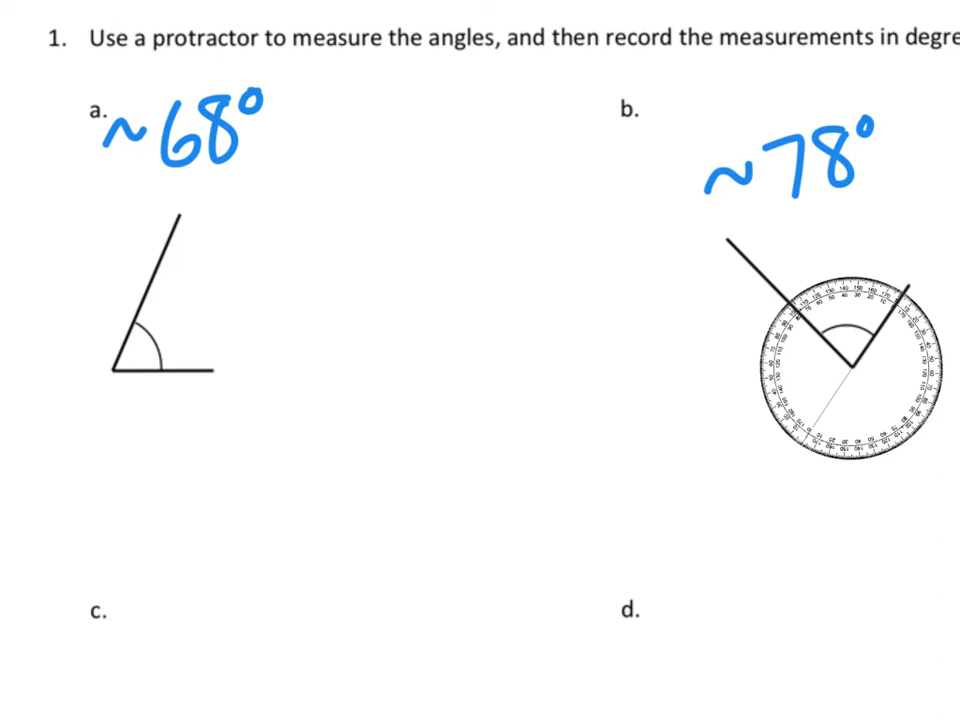 1. Use a protractor to measure the angles, and then record the measurements in degre
a.
~68°
b.
~78°
c.
d.